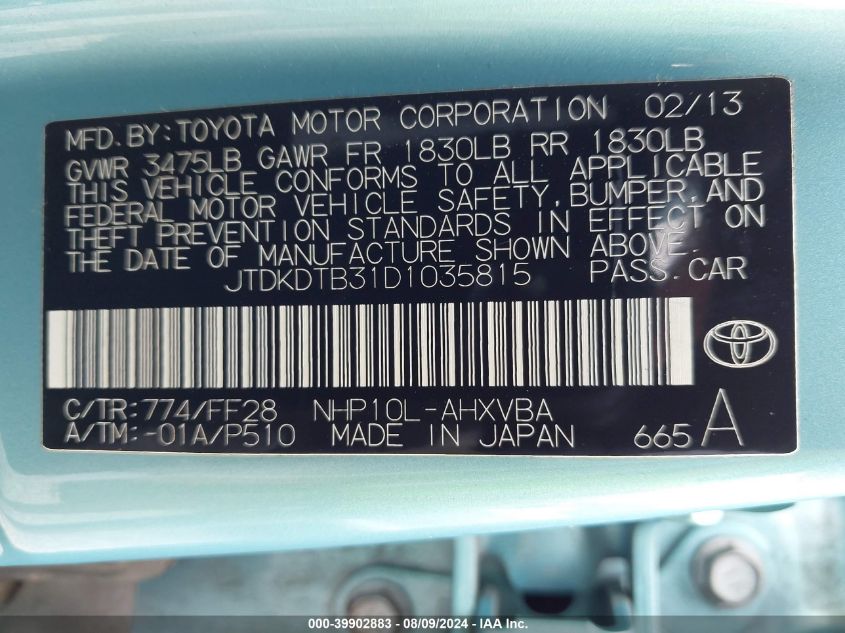 MFD. BY: TOYOTA MOTOR CORPORATION 02/13
GVWR 3475LB GAWR FR 1830LB RR 1830LB
THIS VEHICLE CONFORMS TO ALL APPLICABLE
FEDERAL MOTOR VEHICLE SAFETY, BUMPER, AND
THEFT PREVENTION STANDARDS IN EFFECT ON
THE DATE OF MANUFACTURE SHOWN ABOVE.
JTDKDTB31D1035815 PASS. CAR
C/TR: 774/FF28 NHP10L-AHXVBA
A/TM: -01A/P510 MADE IN JAPAN 665 A
000-39902883 - 08/09/2024 - IAA Inc.